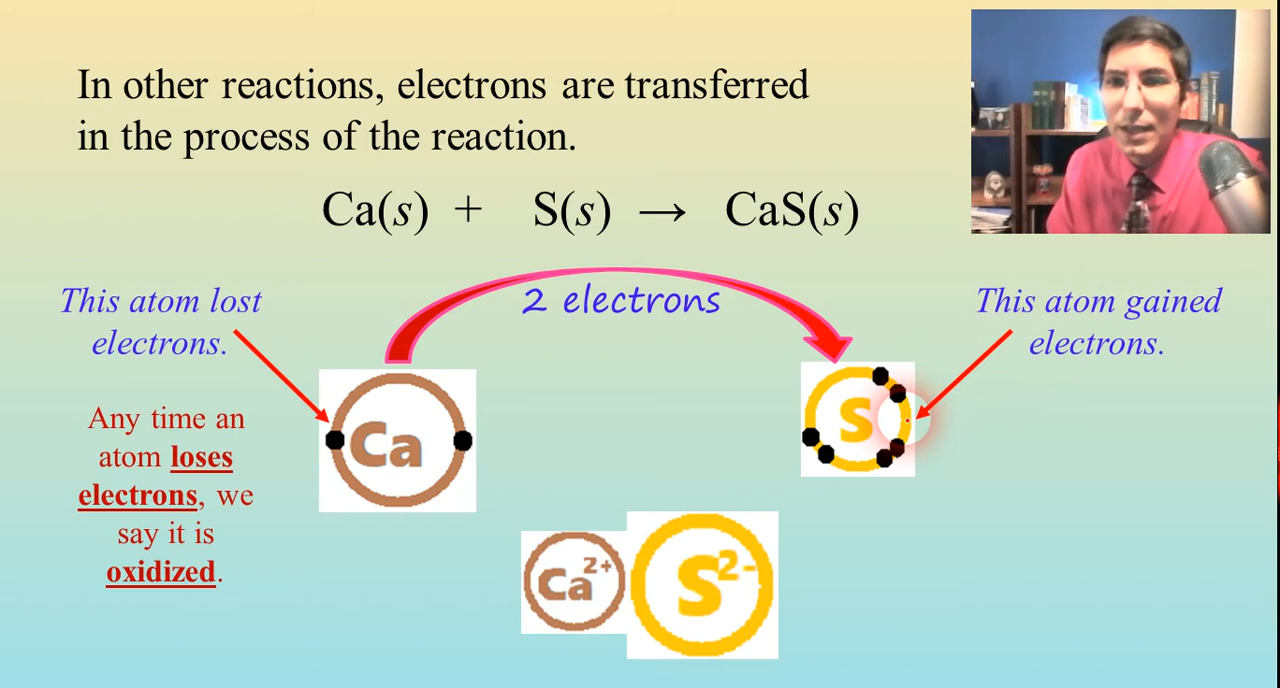 In other reactions, electrons are transferred
in the process of the reaction.
Ca(s) + S(s) → CaS(s)
This atom lost
electrons.
2 electrons
This atom gained
electrons.
Any time an
atom loses
electrons, we
say it is
oxidized.
Ca
S
Ca²⁺
S²⁻